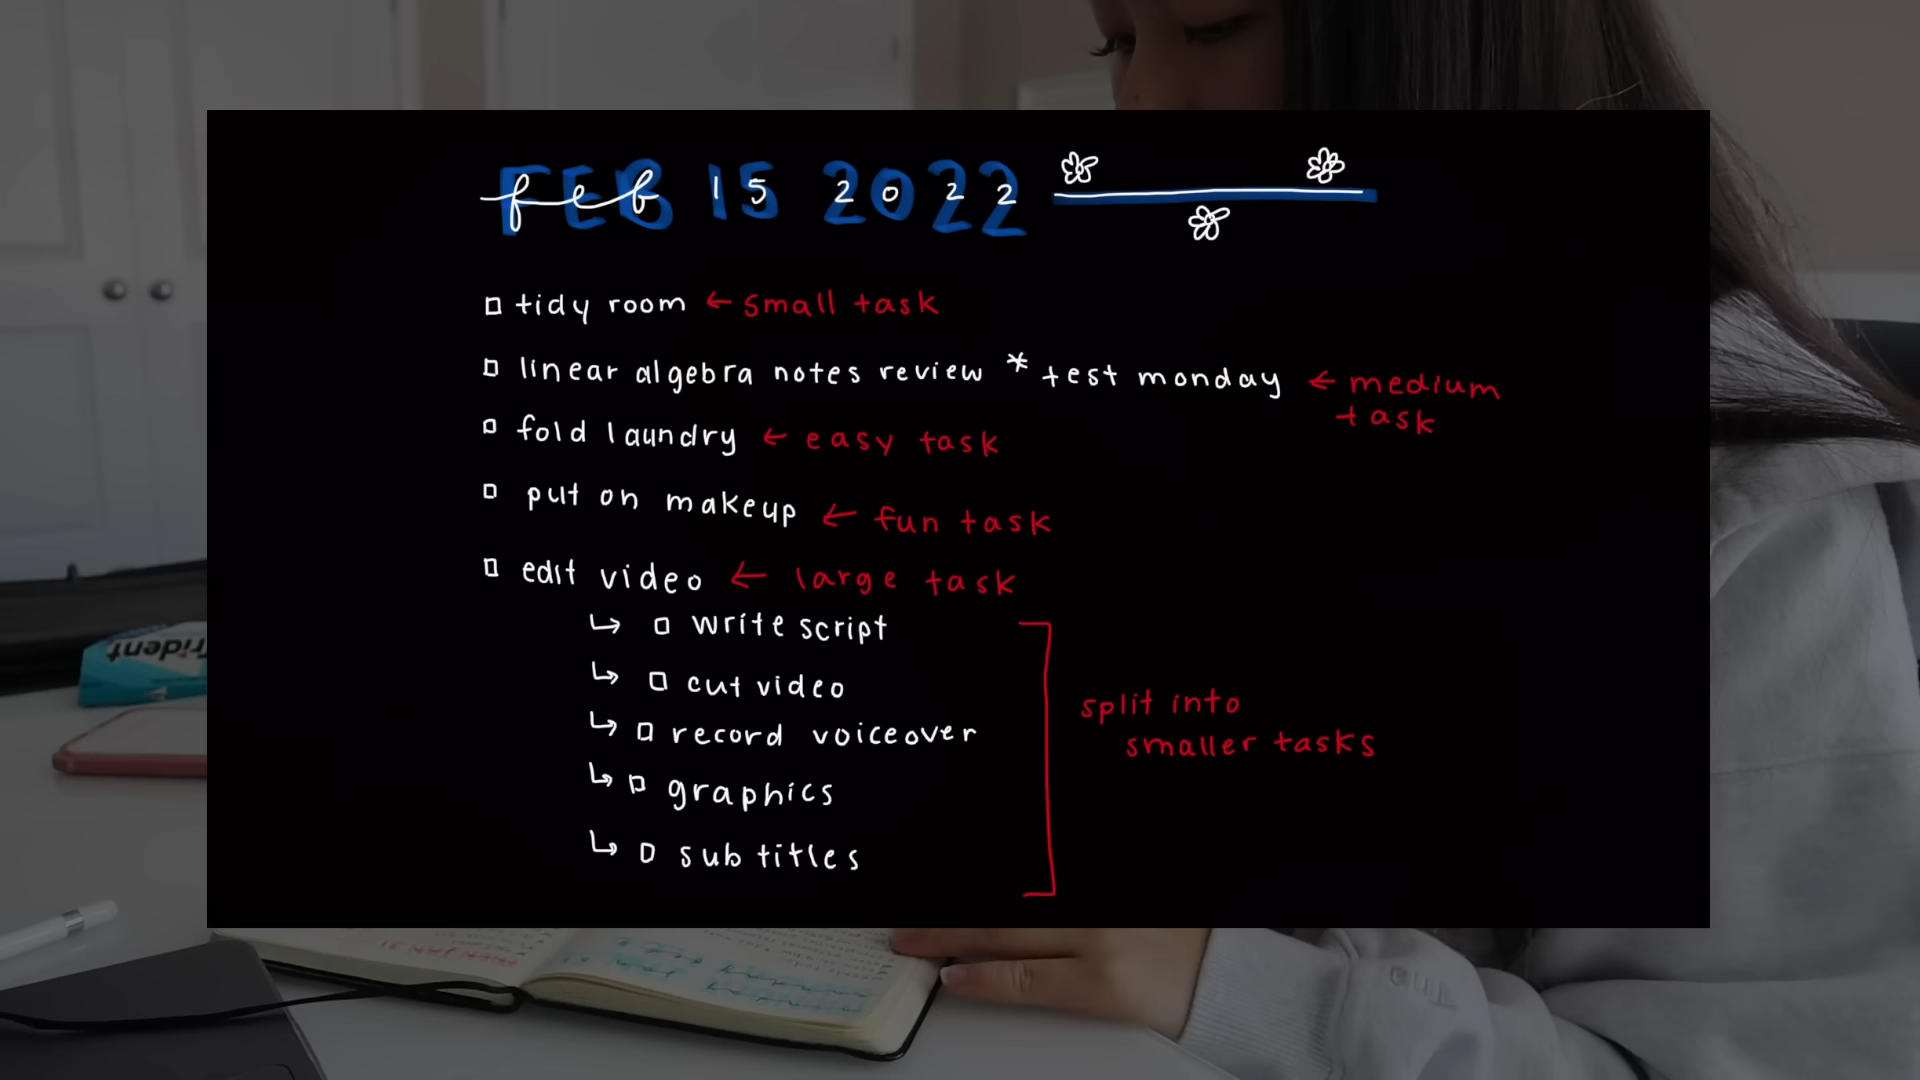 feb 15 2022
FEB 15 2022
tidy room ← small task
linear algebra notes review * test monday ← medium
task
fold laundry ← easy task
put on makeup ← fun task
edit video ← large task
↳ write script
↳ cut video
↳ record voiceover
↳ graphics
↳ subtitles
split into
smaller tasks
Trident